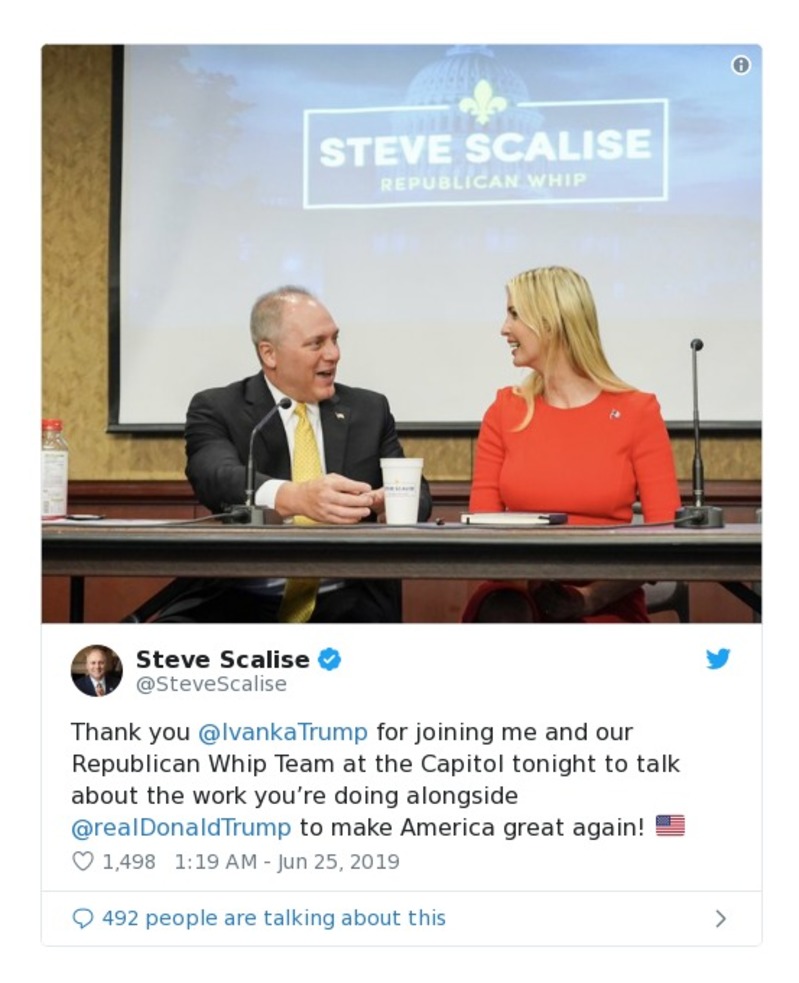 STEVE SCALISE
REPUBLICAN WHIP
Steve Scalise
@SteveScalise
Thank you @IvankaTrump for joining me and our
Republican Whip Team at the Capitol tonight to talk
about the work you’re doing alongside
@realDonaldTrump to make America great again! 🇺🇸
1,498 1:19 AM - Jun 25, 2019
492 people are talking about this